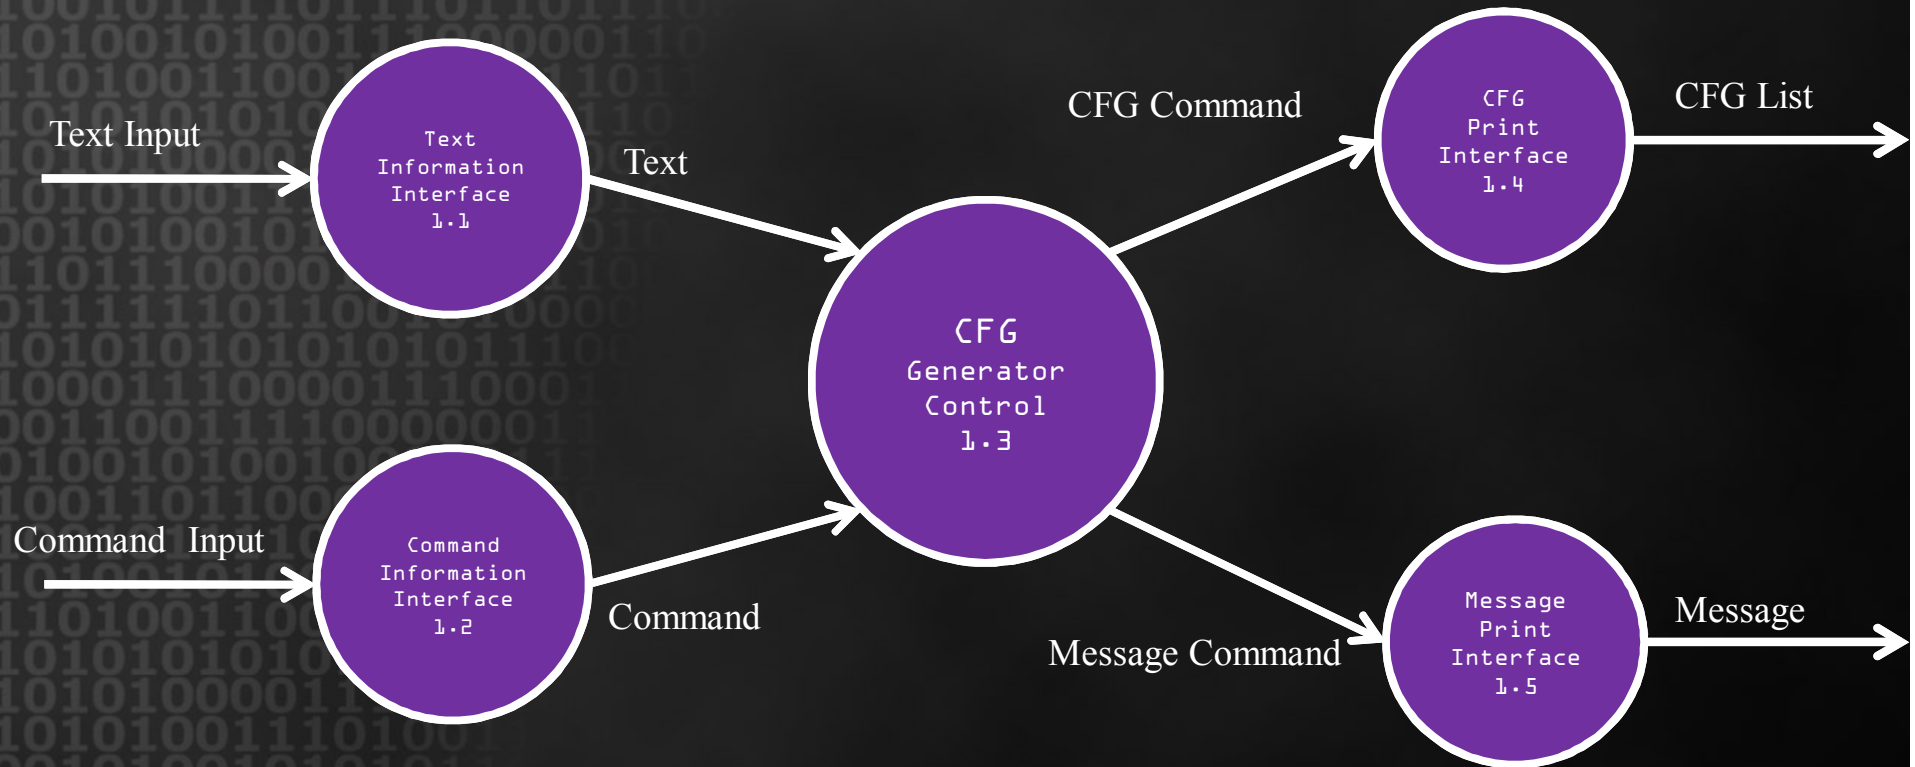 Text Input
Text
Information
Interface
1.1
Text
Command  Input
Command
Information
Interface
1.2
Command
CFG
Generator
Control
1.3
CFG Command
CFG
Print
Interface
1.4
CFG List
Message Command
Message
Print
Interface
1.5
Message